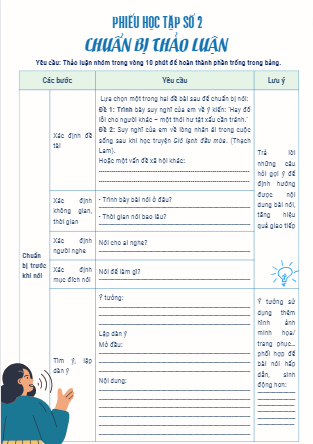 PHIẾU HỌC TẬP SỐ 2
CHUẨN BỊ THẢO LUẬN
Yêu cầu: Thảo luận nhóm trong vòng 10 phút để hoàn thành phần trống trong bảng.
Các bước
Yêu cầu
Lưu ý
Chuẩn
bị trước
khi nói
Xác định đề
tài
Lựa chọn một trong hai đề bài sau để chuẩn bị nói:
Đề 1: Trình bày suy nghĩ của em về ý kiến: "Hay đổ
lỗi cho người khác – một thói hư tật xấu cần tránh."
Đề 2: Suy nghĩ của em về lòng nhân ái trong cuộc
sống sau khi học truyện Gió lạnh đầu mùa. (Thạch
Lam).
Hoặc một vấn đề xã hội khác:
Xác định
không gian,
thời gian
- Trình bày bài nói ở đâu?
- Thời gian nói bao lâu?
Xác định
người nghe
Nói cho ai nghe?
Xác định
mục đích nói
Nói để làm gì?
Trả lời
những câu
hỏi gợi ý để
định hướng
được nội
dung bài nói,
tăng hiệu
quả giao tiếp
Tìm ý, lập
dàn ý
Ý tưởng:
Lập dàn ý
Mở đầu:
Nội dung:
Ý tưởng sử
dụng thêm
hình ảnh
minh họa/
trang phục...
phối hợp để
bài nói hấp
dẫn, sinh
động hơn: